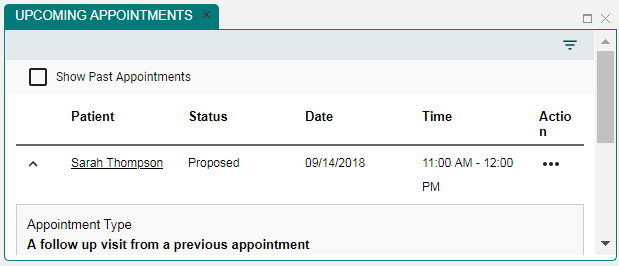 UPCOMING APPOINTMENTS
Show Past Appointments
Patient Status Date Time Actio
n
Sarah Thompson Proposed 09/14/2018 11:00 AM - 12:00
PM
Appointment Type
A follow up visit from a previous appointment